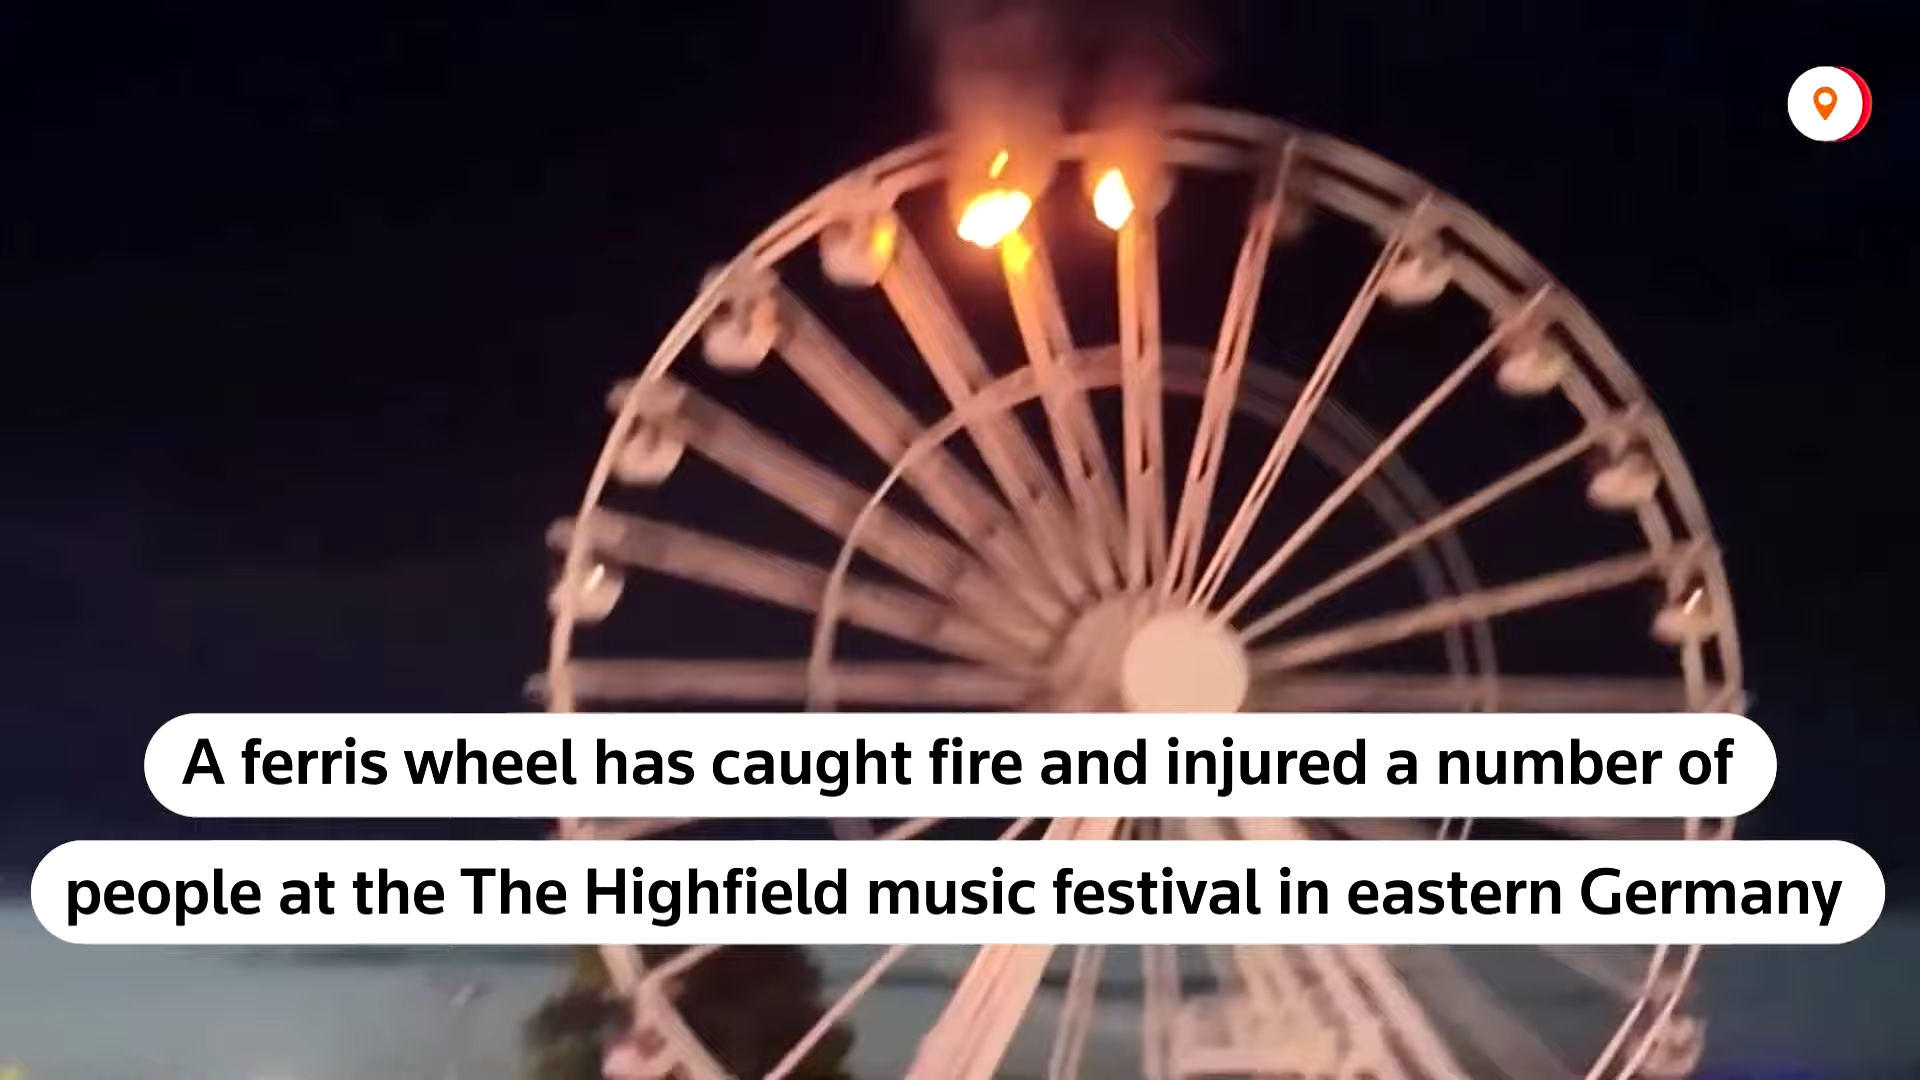 A ferris wheel has caught fire and injured a number of
people at the The Highfield music festival in eastern Germany